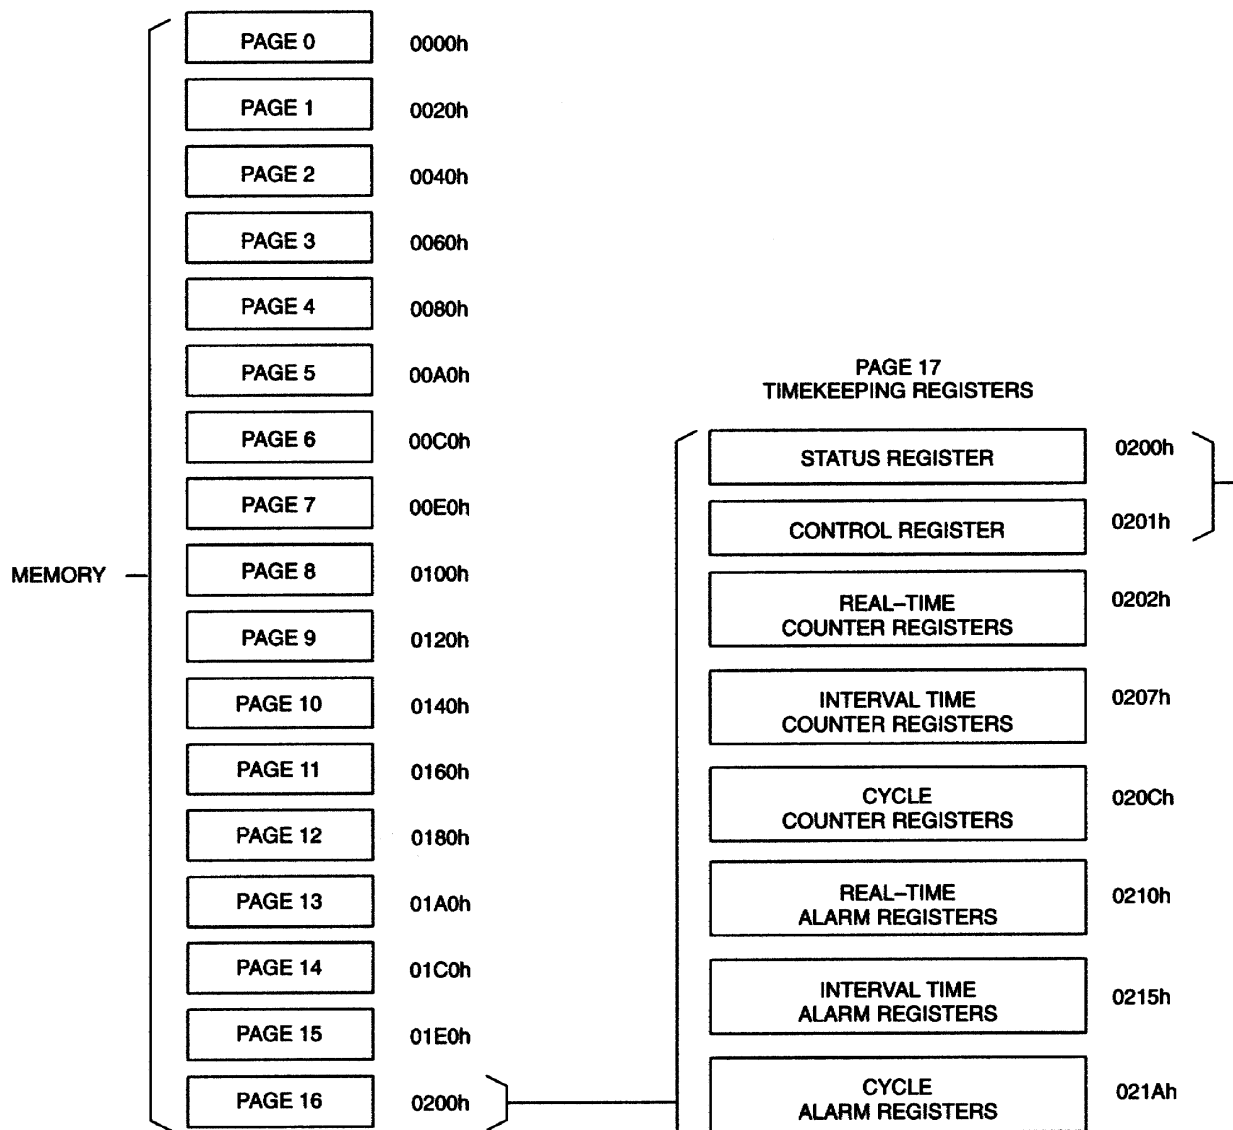 PAGE 0 0000h
PAGE 1 0020h
PAGE 2 0040h
PAGE 3 0060h
PAGE 4 0080h
PAGE 5 00A0h
PAGE 6 00C0h
PAGE 7 00E0h
MEMORY
PAGE 8 0100h
PAGE 9 0120h
PAGE 10 0140h
PAGE 11 0160h
PAGE 12 0180h
PAGE 13 01A0h
PAGE 14 01C0h
PAGE 15 01E0h
PAGE 16 0200h
PAGE 17
TIMEKEEPING REGISTERS
STATUS REGISTER 0200h
CONTROL REGISTER 0201h
REAL–TIME 0202h
COUNTER REGISTERS
INTERVAL TIME 0207h
COUNTER REGISTERS
CYCLE 020Ch
COUNTER REGISTERS
REAL–TIME 0210h
ALARM REGISTERS
INTERVAL TIME 0215h
ALARM REGISTERS
CYCLE 021Ah
ALARM REGISTERS